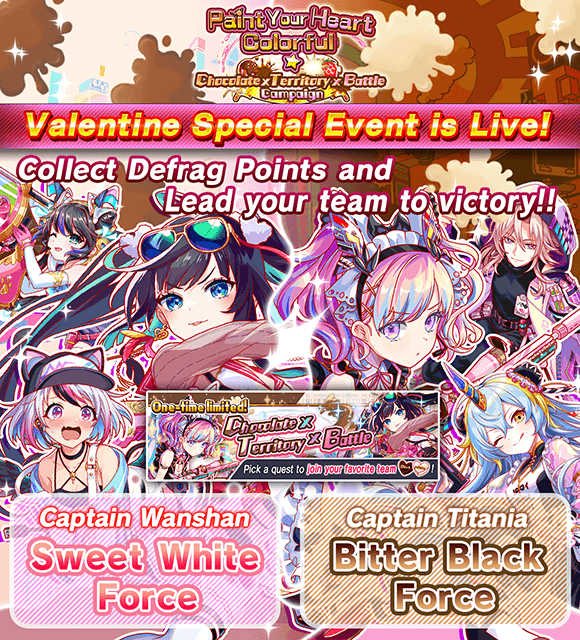 Paint Your Heart
Colorful
Chocolate x Territory x Battle
Campaign
Valentine Special Event is Live!
Collect Defrag Points and
Lead your team to victory!!
One-time limited!
Chocolate x
Territory x Battle
Pick a quest to join your favorite team !
Captain Wanshan
Sweet White
Force
Captain Titania
Bitter Black
Force